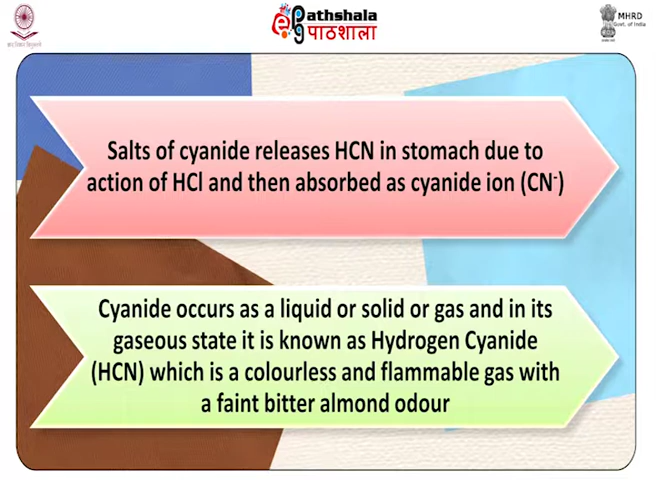 ePathshala
पाठशाला
MHRD
Govt. of India
Salts of cyanide releases HCN in stomach due to
action of HCl and then absorbed as cyanide ion (CN⁻)
Cyanide occurs as a liquid or solid or gas and in its
gaseous state it is known as Hydrogen Cyanide
(HCN) which is a colourless and flammable gas with
a faint bitter almond odour